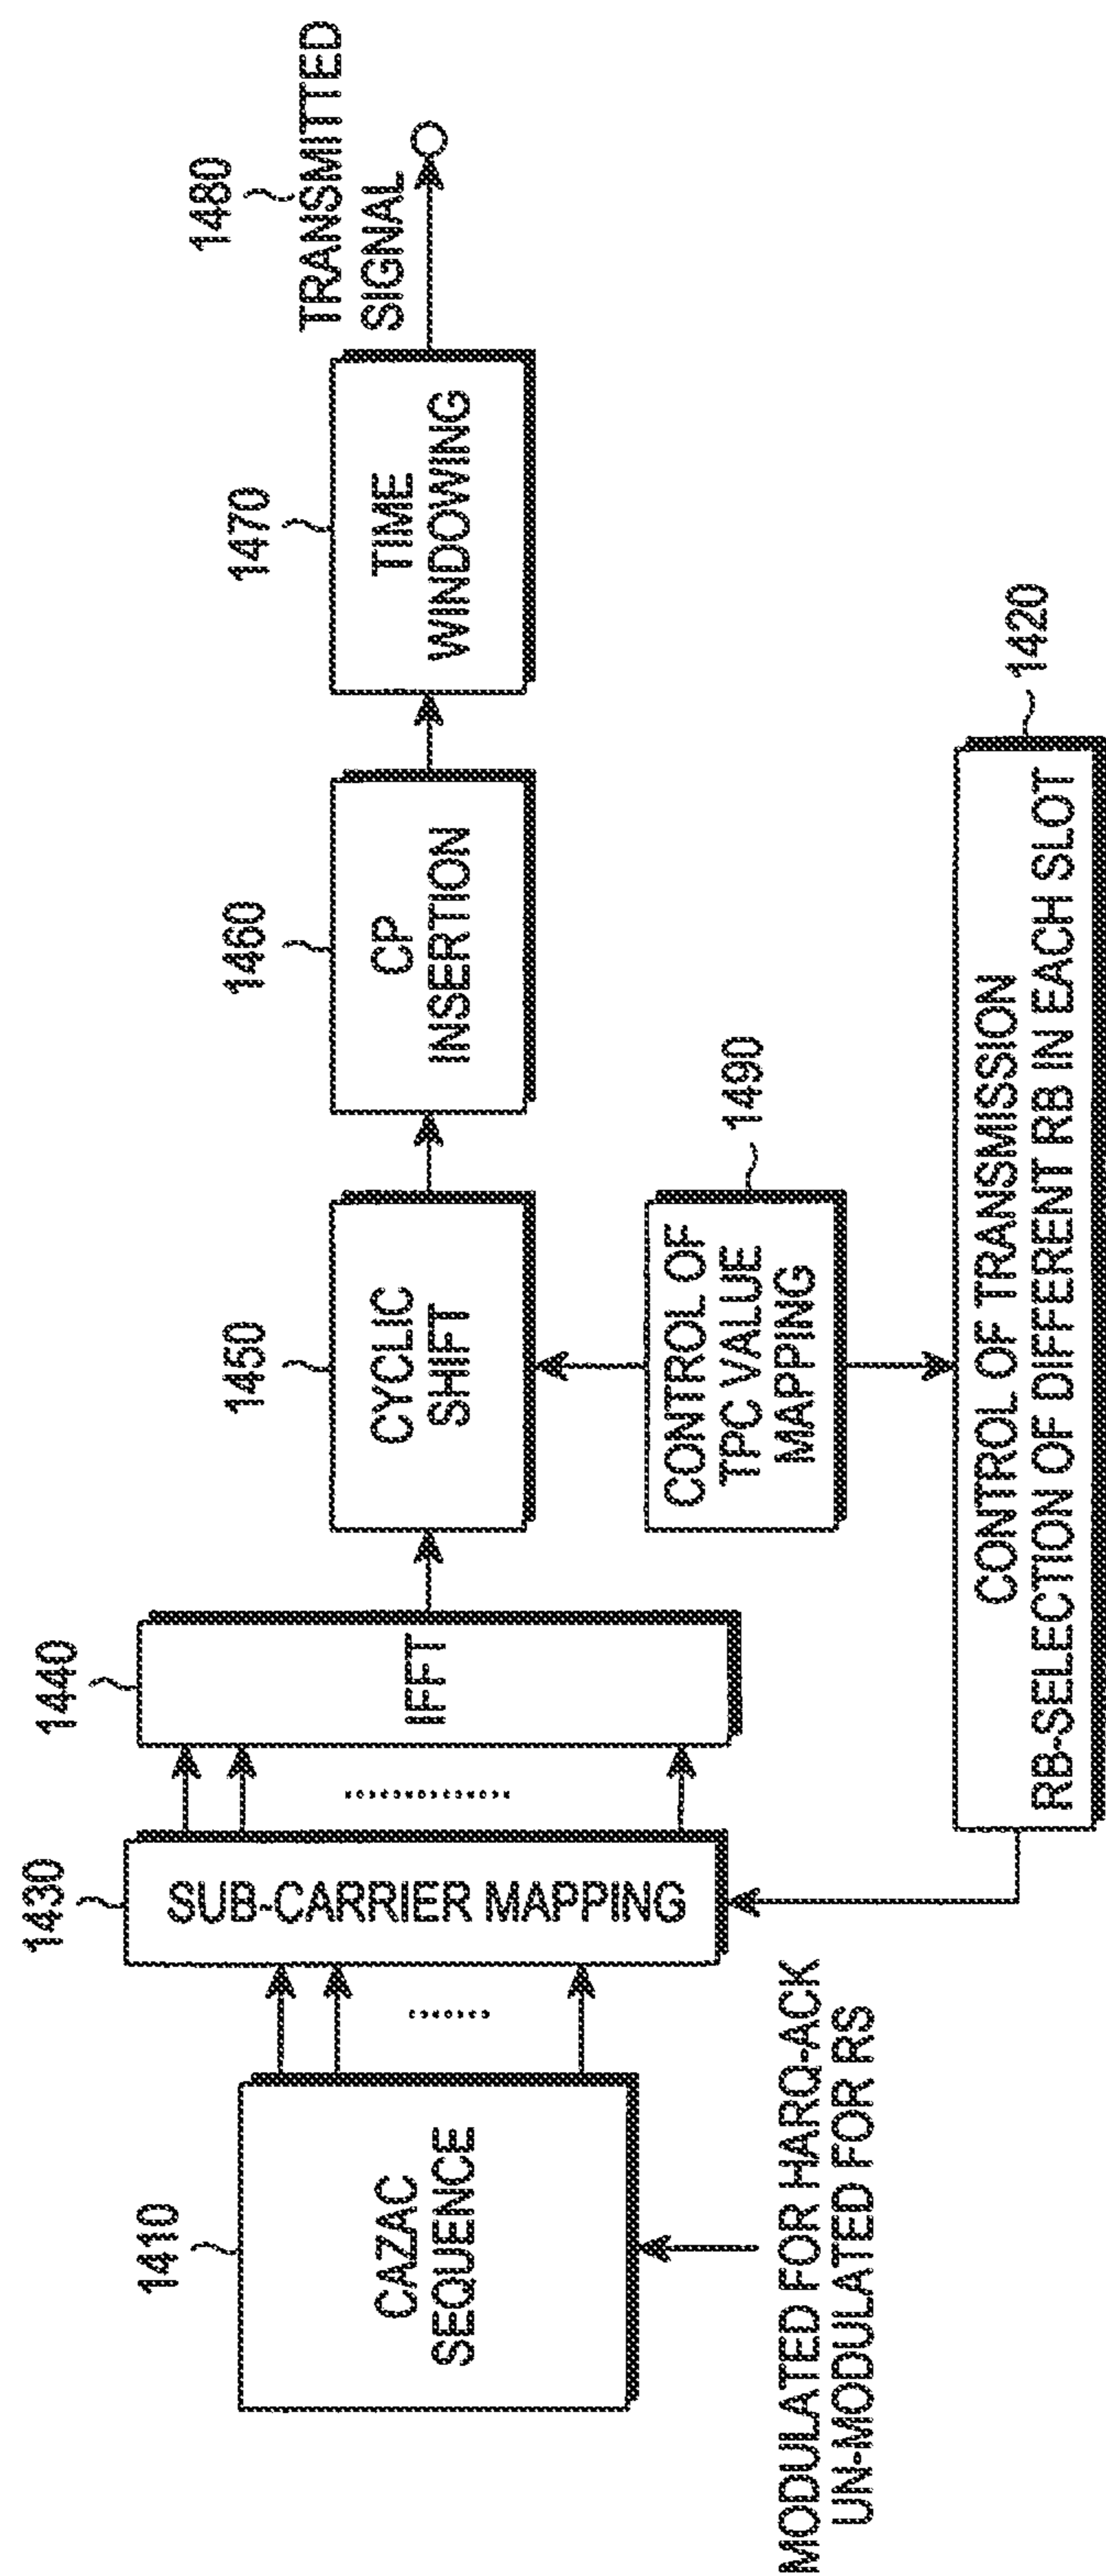 1410
CAZAC
SEQUENCE
MODULATED FOR HARQ-ACK
UN-MODULATED FOR RS
1430
SUB-CARRIER MAPPING
1440
IFFT
1450
CYCLIC
SHIFT
1460
CP
INSERTION
1470
TIME
WINDOWING
1480
TRANSMITTED
SIGNAL
CONTROL OF
TPC VALUE
MAPPING
1490
CONTROL OF TRANSMISSION
RB-SELECTION OF DIFFERENT RB IN EACH SLOT
1420